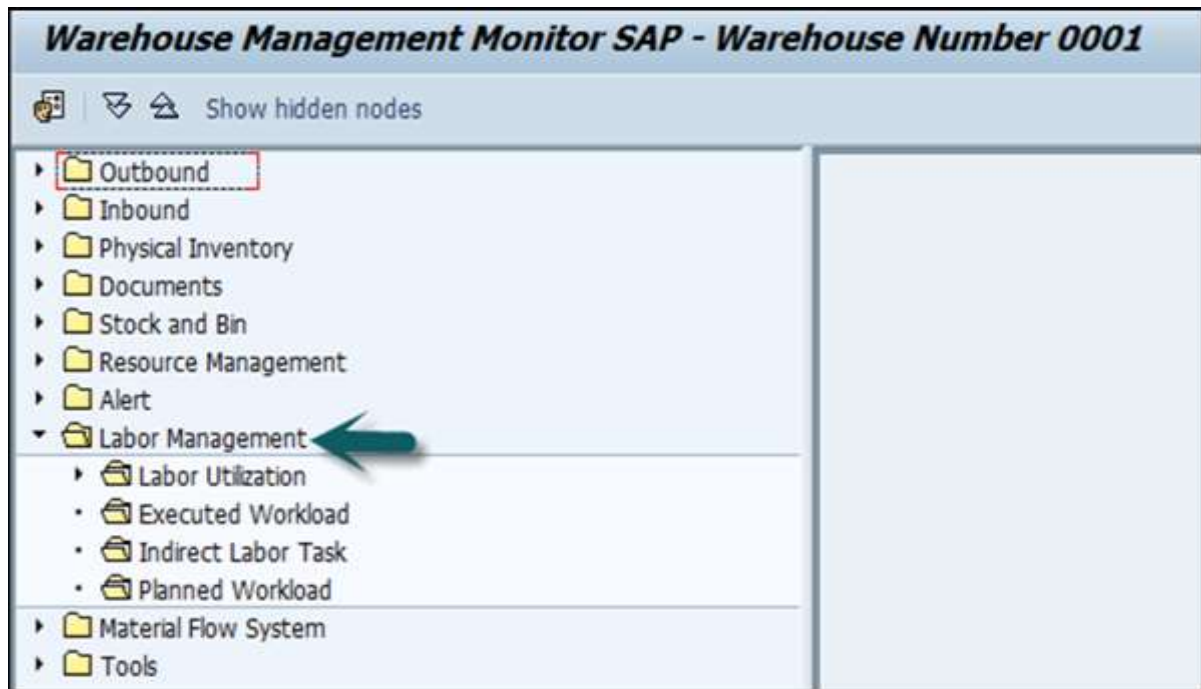 Warehouse Management Monitor SAP - Warehouse Number 0001
Show hidden nodes
Outbound
Inbound
Physical Inventory
Documents
Stock and Bin
Resource Management
Alert
Labor Management
Labor Utilization
Executed Workload
Indirect Labor Task
Planned Workload
Material Flow System
Tools